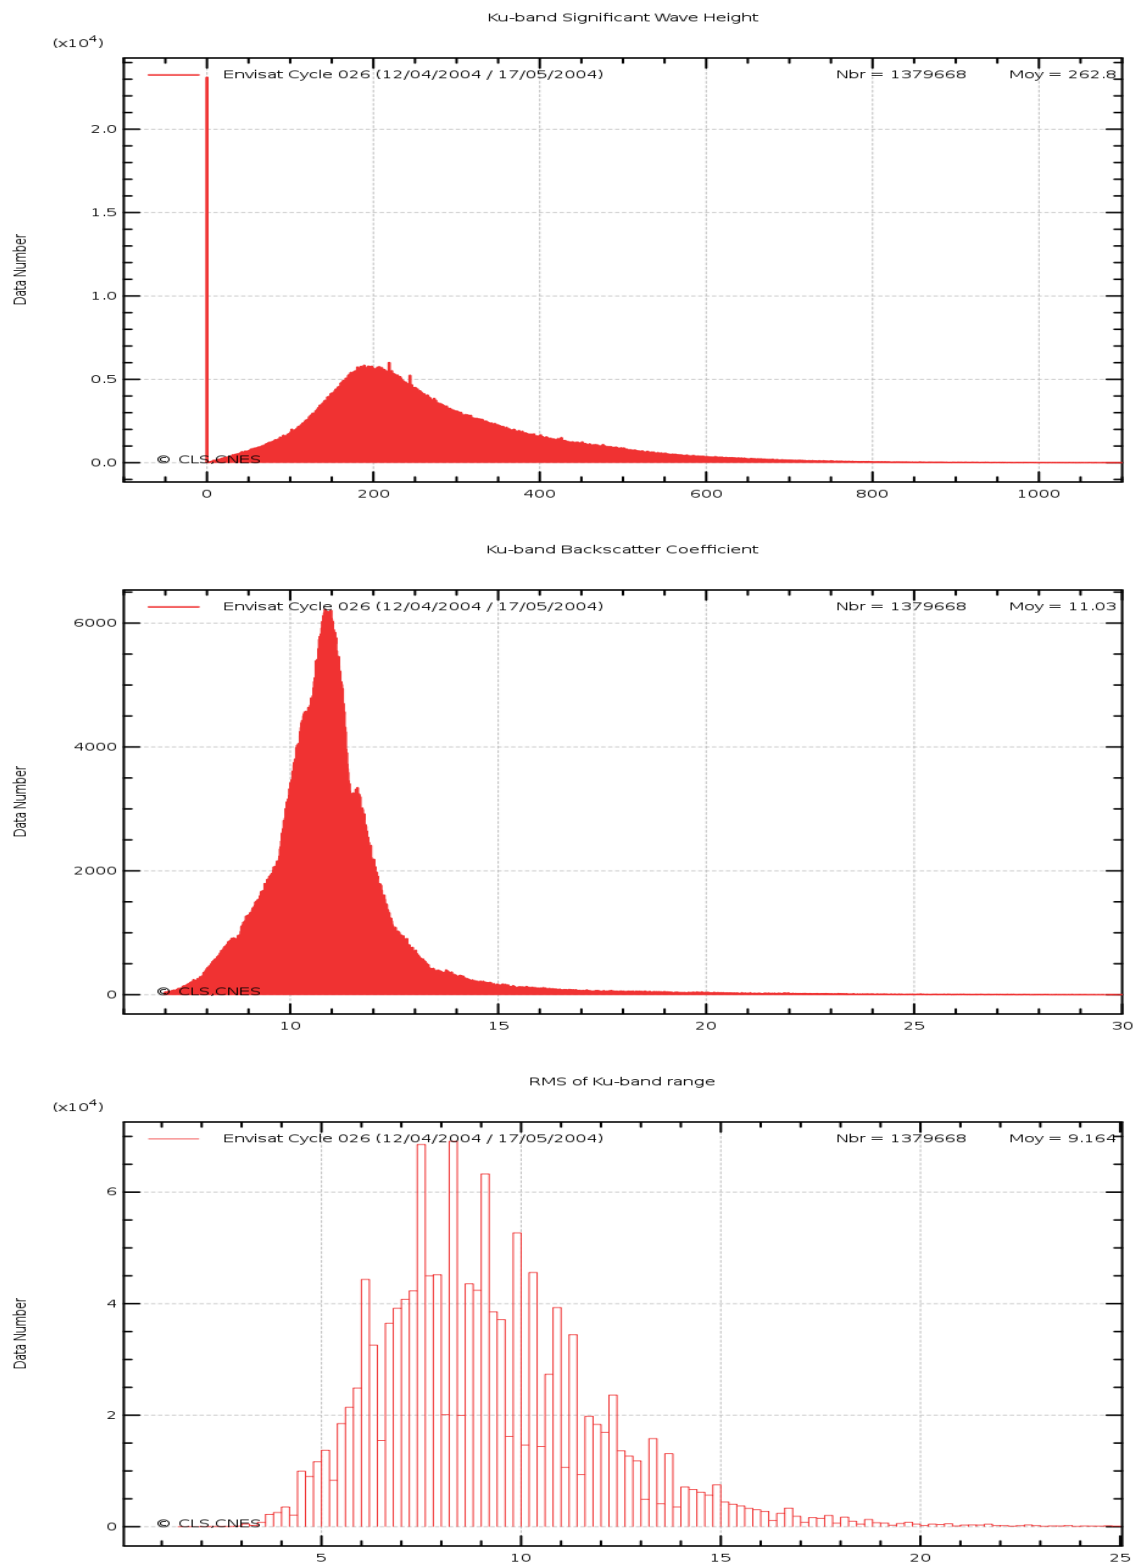 Ku-band Significant Wave Height
(x10⁴)
Envisat Cycle 026 (12/04/2004 / 17/05/2004) Nbr = 1379668 Moy = 262.8
2.0
1.5
1.0
0.5
0.0
Data Number
© CLS,CNES
0 200 400 600 800 1000
Ku-band Backscatter Coefficient
Envisat Cycle 026 (12/04/2004 / 17/05/2004) Nbr = 1379668 Moy = 11.03
6000
4000
2000
0
Data Number
© CLS,CNES
10 15 20 25 30
RMS of Ku-band range
(x10⁴)
Envisat Cycle 026 (12/04/2004 / 17/05/2004) Nbr = 1379668 Moy = 9.164
6
4
2
0
Data Number
© CLS,CNES
5 10 15 20 25